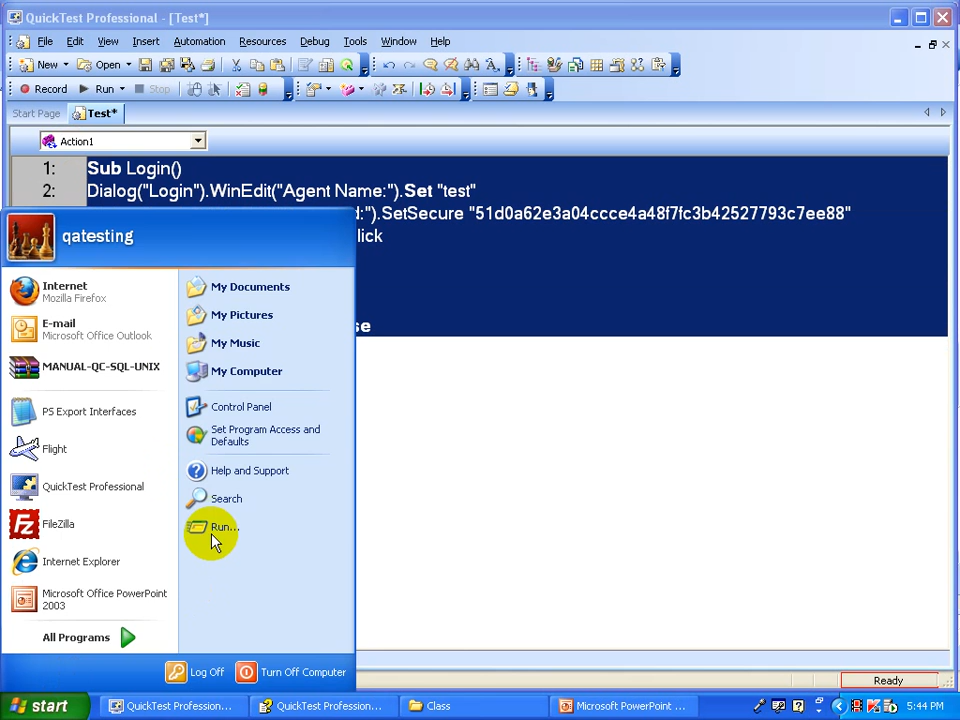 QuickTest Professional - [Test*]
File Edit View Insert Automation Resources Debug Tools Window Help
New Open
Record Run Stop
Start Page Test*
Action1
1: Sub Login()
2: Dialog("Login").WinEdit("Agent Name:").Set "test"
d:").SetSecure "51d0a62e3a04ccce4a48f7fc3b42527793c7ee88"
lick
se
qatesting
Internet
Mozilla Firefox
E-mail
Microsoft Office Outlook
MANUAL-QC-SQL-UNIX
PS Export Interfaces
Flight
QuickTest Professional
FileZilla
Internet Explorer
Microsoft Office PowerPoint
2003
All Programs
My Documents
My Pictures
My Music
My Computer
Control Panel
Set Program Access and
Defaults
Help and Support
Search
Run...
Log Off Turn Off Computer
Ready
start QuickTest Profession... QuickTest Profession... Class Microsoft PowerPoint ... 5:44 PM